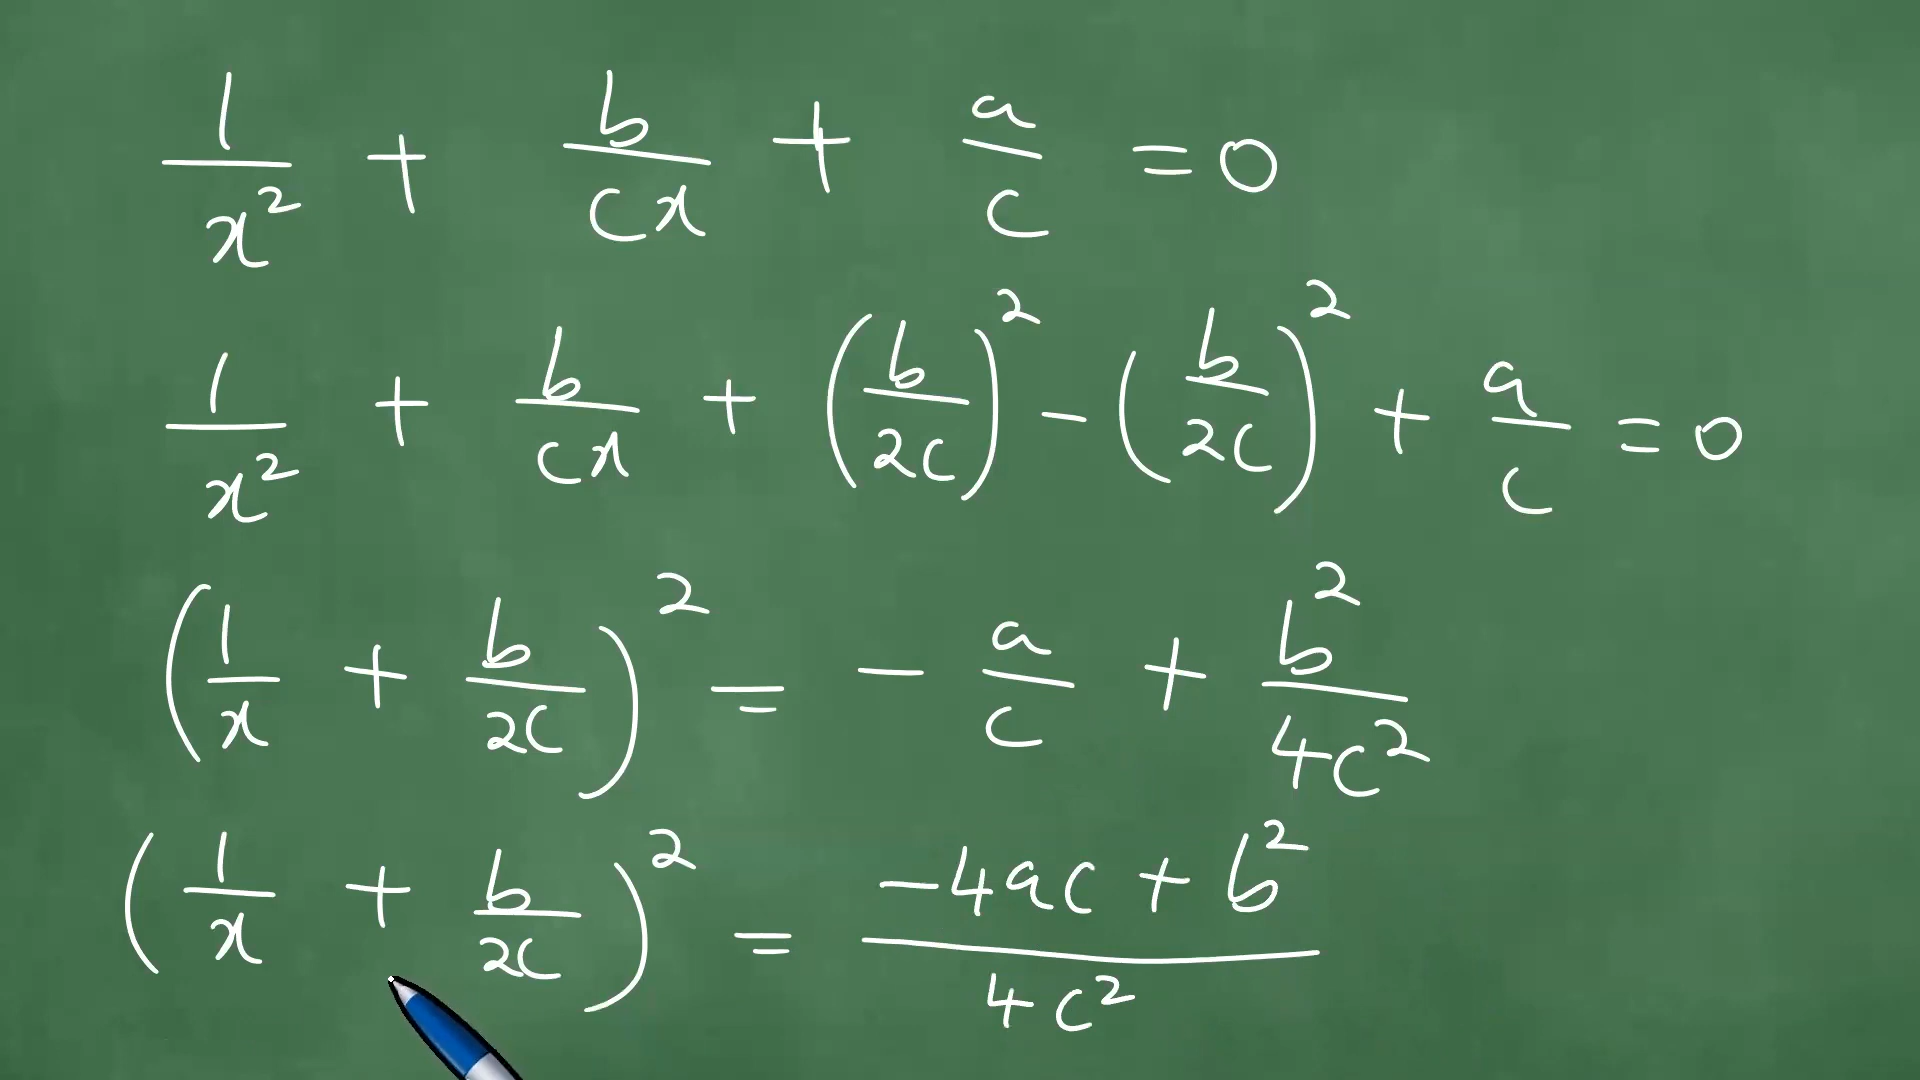 1/x² + b/cx + a/c = 0
1/x² + b/cx + (b/2c)² - (b/2c)² + a/c = 0
(1/x + b/2c)² = - a/c + b²/4c²
(1/x + b/2c)² = (-4ac + b²)/4c²